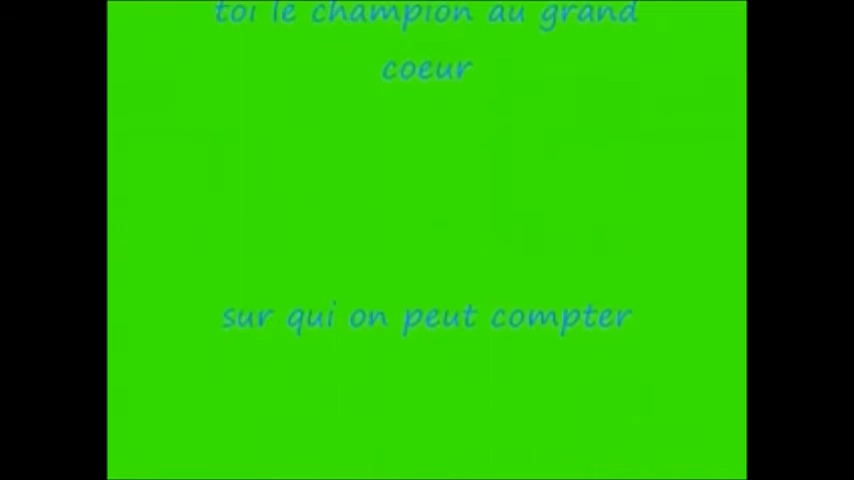 toi le champion au grand
coeur
sur qui on peut compter